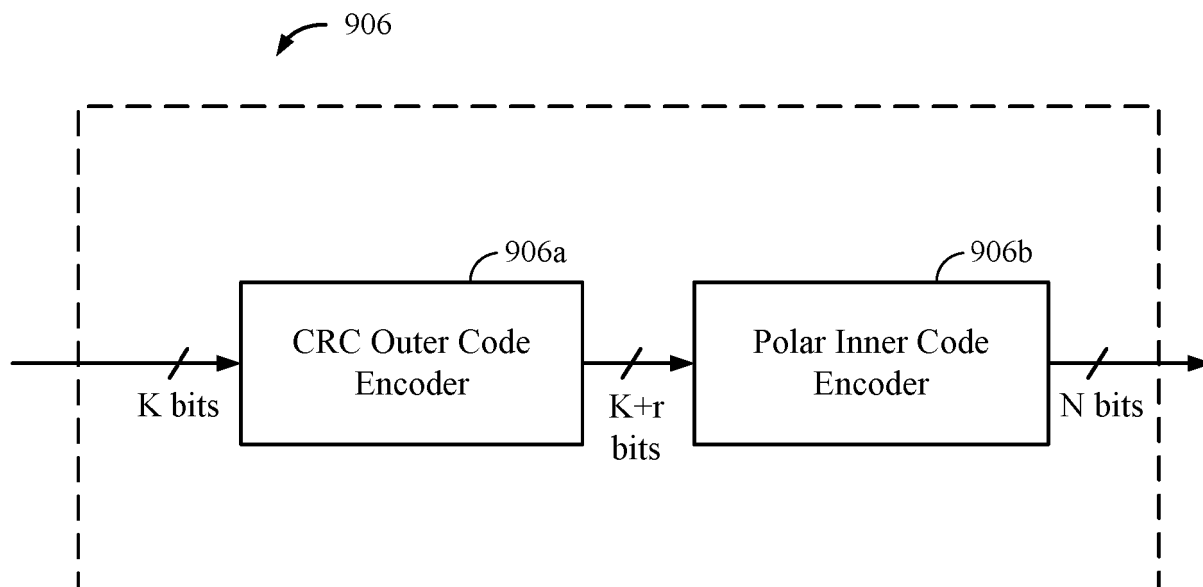 906
906a
906b
CRC Outer Code
Encoder
Polar Inner Code
Encoder
K bits
K+r
bits
N bits